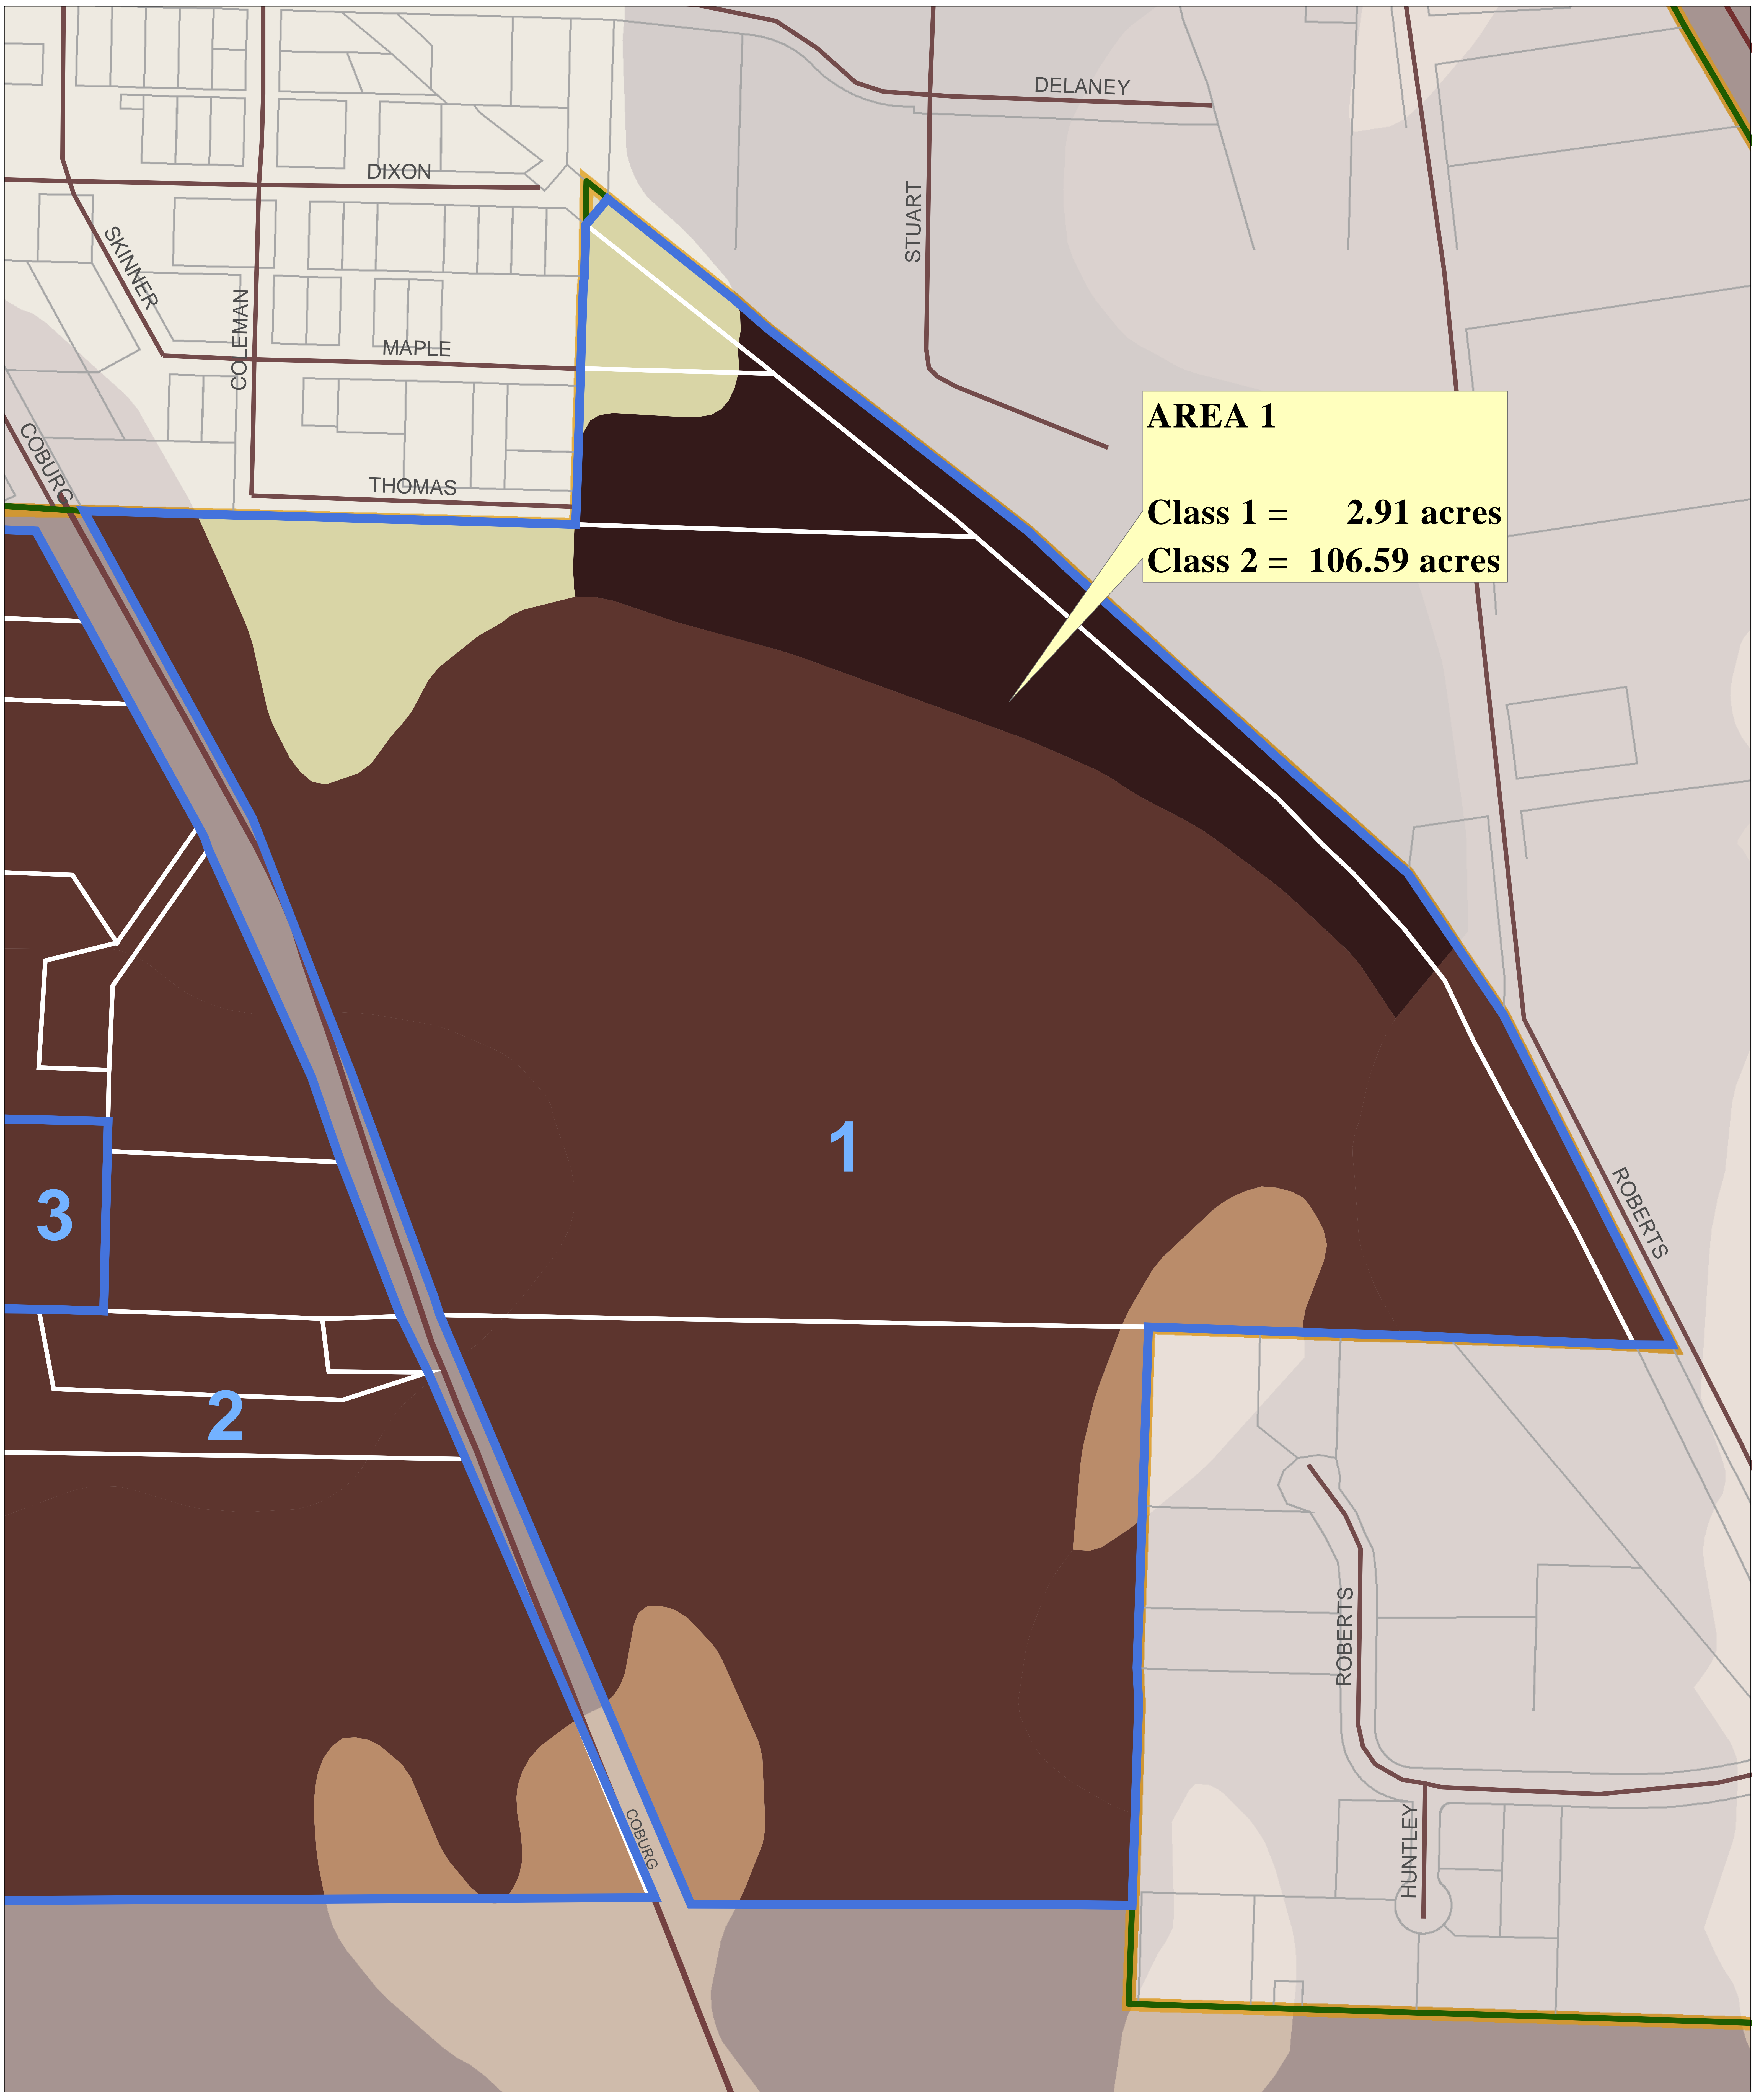 DELANEY
DIXON
STUART
SKINNER
COLEMAN
MAPLE
AREA 1
COBURG
THOMAS
Class 1 = 2.91 acres
Class 2 = 106.59 acres
1
3
ROBERTS
2
ROBERTS
COBURG
HUNTLEY